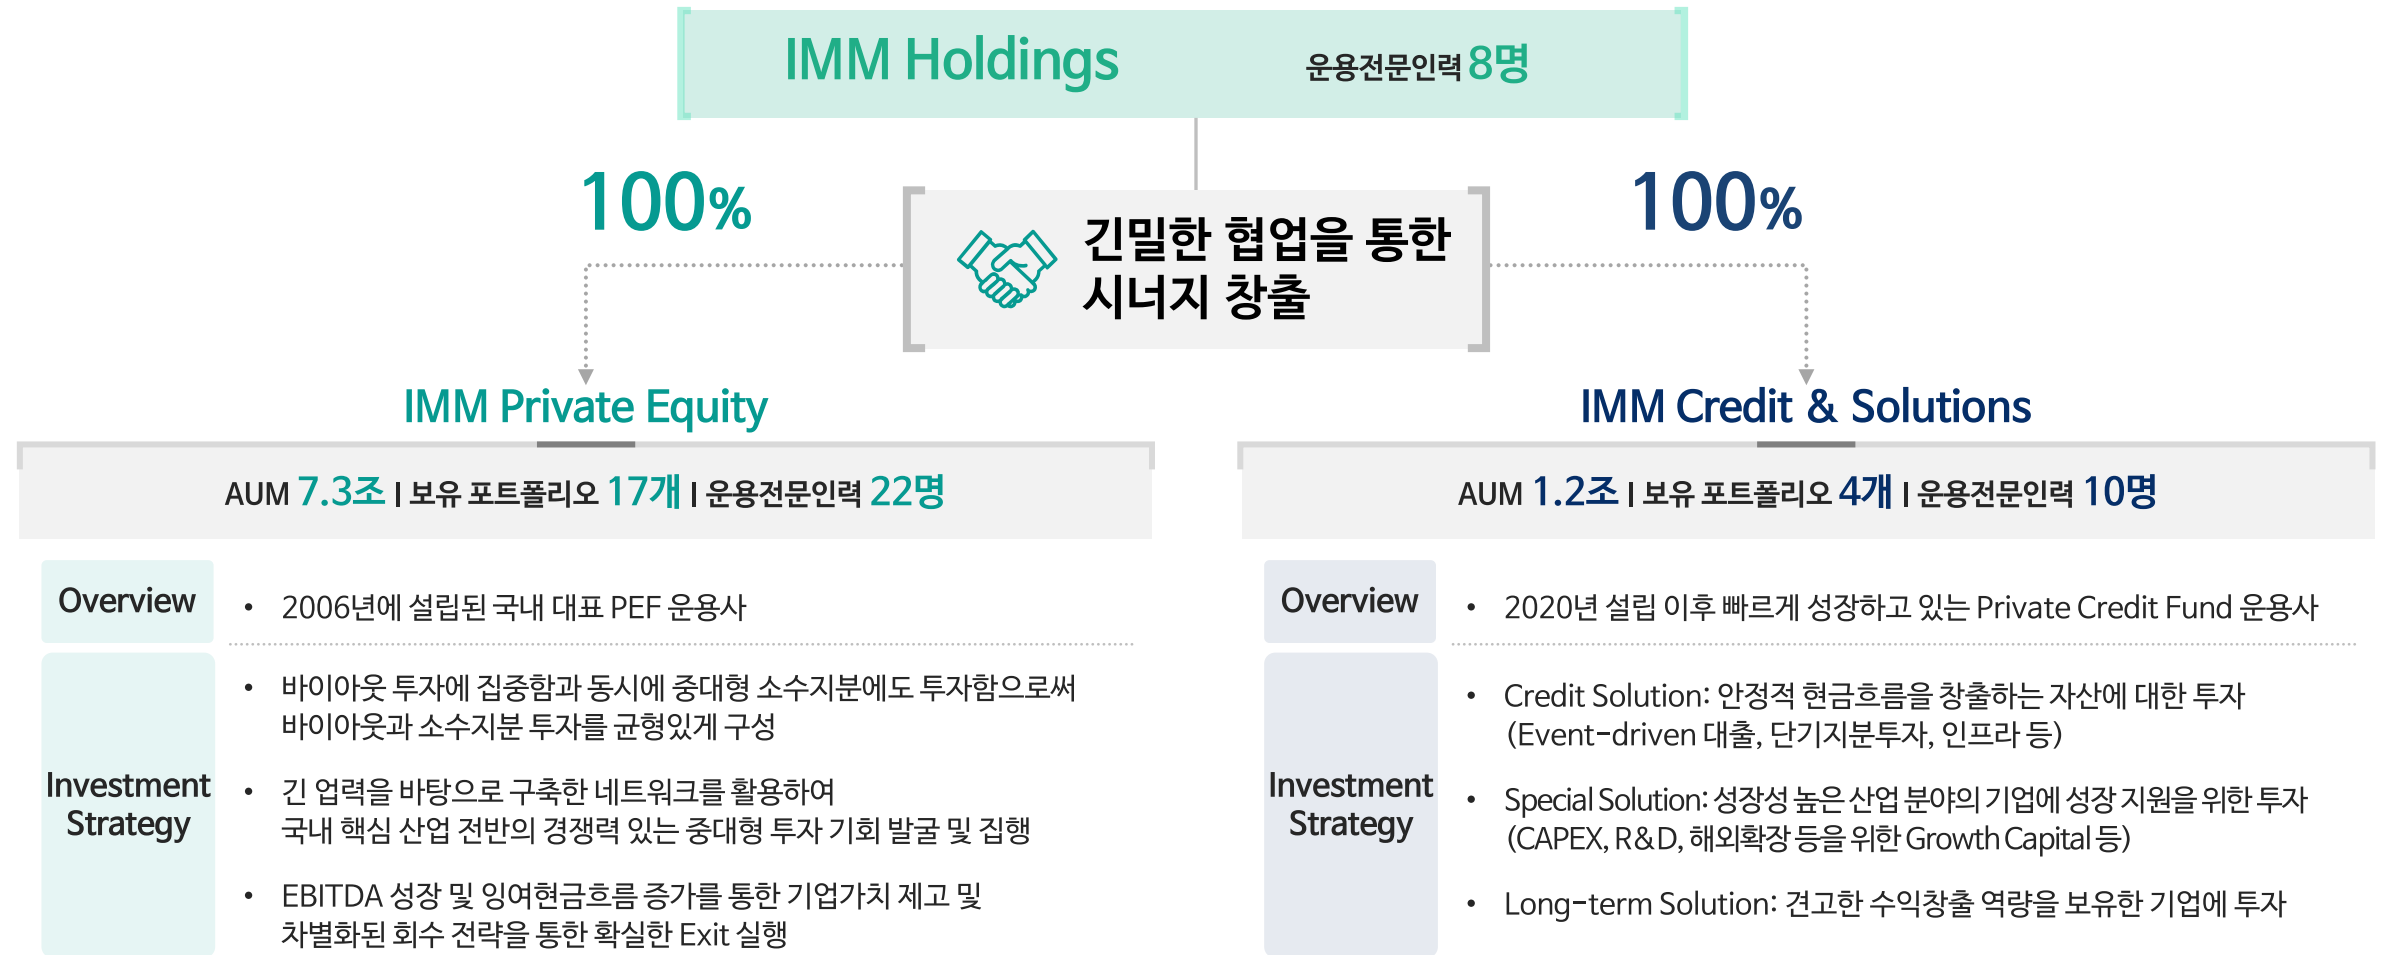 IMM Holdings 운용전문인력 8명
100%
100%
긴밀한 협업을 통한
시너지 창출
IMM Private Equity
AUM 7.3조 I 보유 포트폴리오 17개 I 운용전문인력 22명
Overview
• 2006년에 설립된 국내 대표 PEF 운용사
Investment
Strategy
• 바이아웃 투자에 집중함과 동시에 중대형 소수지분에도 투자함으로써
바이아웃과 소수지분 투자를 균형있게 구성
• 긴 업력을 바탕으로 구축한 네트워크를 활용하여
국내 핵심 산업 전반의 경쟁력 있는 중대형 투자 기회 발굴 및 집행
• EBITDA 성장 및 잉여현금흐름 증가를 통한 기업가치 제고 및
차별화된 회수 전략을 통한 확실한 Exit 실행
IMM Credit & Solutions
AUM 1.2조 I 보유 포트폴리오 4개 I 운용전문인력 10명
Overview
• 2020년 설립 이후 빠르게 성장하고 있는 Private Credit Fund 운용사
Investment
Strategy
• Credit Solution: 안정적 현금흐름을 창출하는 자산에 대한 투자
(Event-driven 대출, 단기지분투자, 인프라 등)
• Special Solution: 성장성 높은 산업 분야의 기업에 성장 지원을 위한 투자
(CAPEX, R&D, 해외확장 등을 위한 Growth Capital 등)
• Long-term Solution: 견고한 수익창출 역량을 보유한 기업에 투자